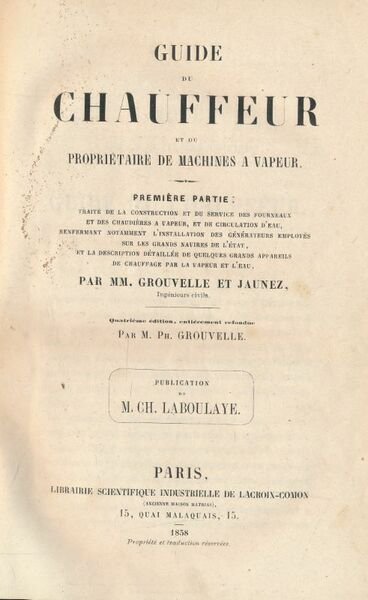 GUIDE
DU
CHAUFFEUR
ET DU
PROPRIÉTAIRE DE MACHINES A VAPEUR.
PREMIÈRE PARTIE;
TRAITÉ DE LA CONSTRUCTION ET DU SERVICE DES FOURNEAUX
ET DES CHAUDIÈRES A VAPEUR, ET DE CIRCULATION D'EAU,
RENFERMANT NOTAMMENT L'INSTALLATION DES GÉNÉRATEURS EMPLOYÉS
SUR LES GRANDS NAVIRES DE L'ÉTAT,
ET LA DESCRIPTION DÉTAILLÉE DE QUELQUES GRANDS APPAREILS
DE CHAUFFAGE PAR LA VAPEUR ET L'EAU,
PAR MM. GROUVELLE ET JAUNEZ,
Ingénieurs civils.
Quatrième édition, entièrement refondue
PAR M. PH. GROUVELLE.
PUBLICATION
DE
M. CH. LABOULAYE.
PARIS,
LIBRAIRIE SCIENTIFIQUE INDUSTRIELLE DE LACROIX-COMON
(ANCIENNE MAISON MATHIAS),
15, QUAI MALAQUAIS, 15.
1858
Propriété et traduction réservées.